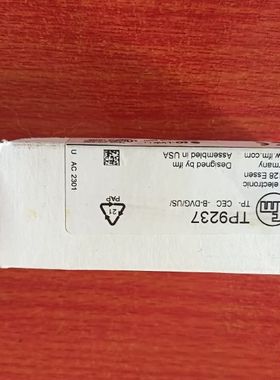 ifm
TP9237
TP-  -CEC  -B-DVG/US/
21
PAP
electronic
28 Essen
many
w.ifm.com
Designed by ifm
Assembled in USA
U AC 2301